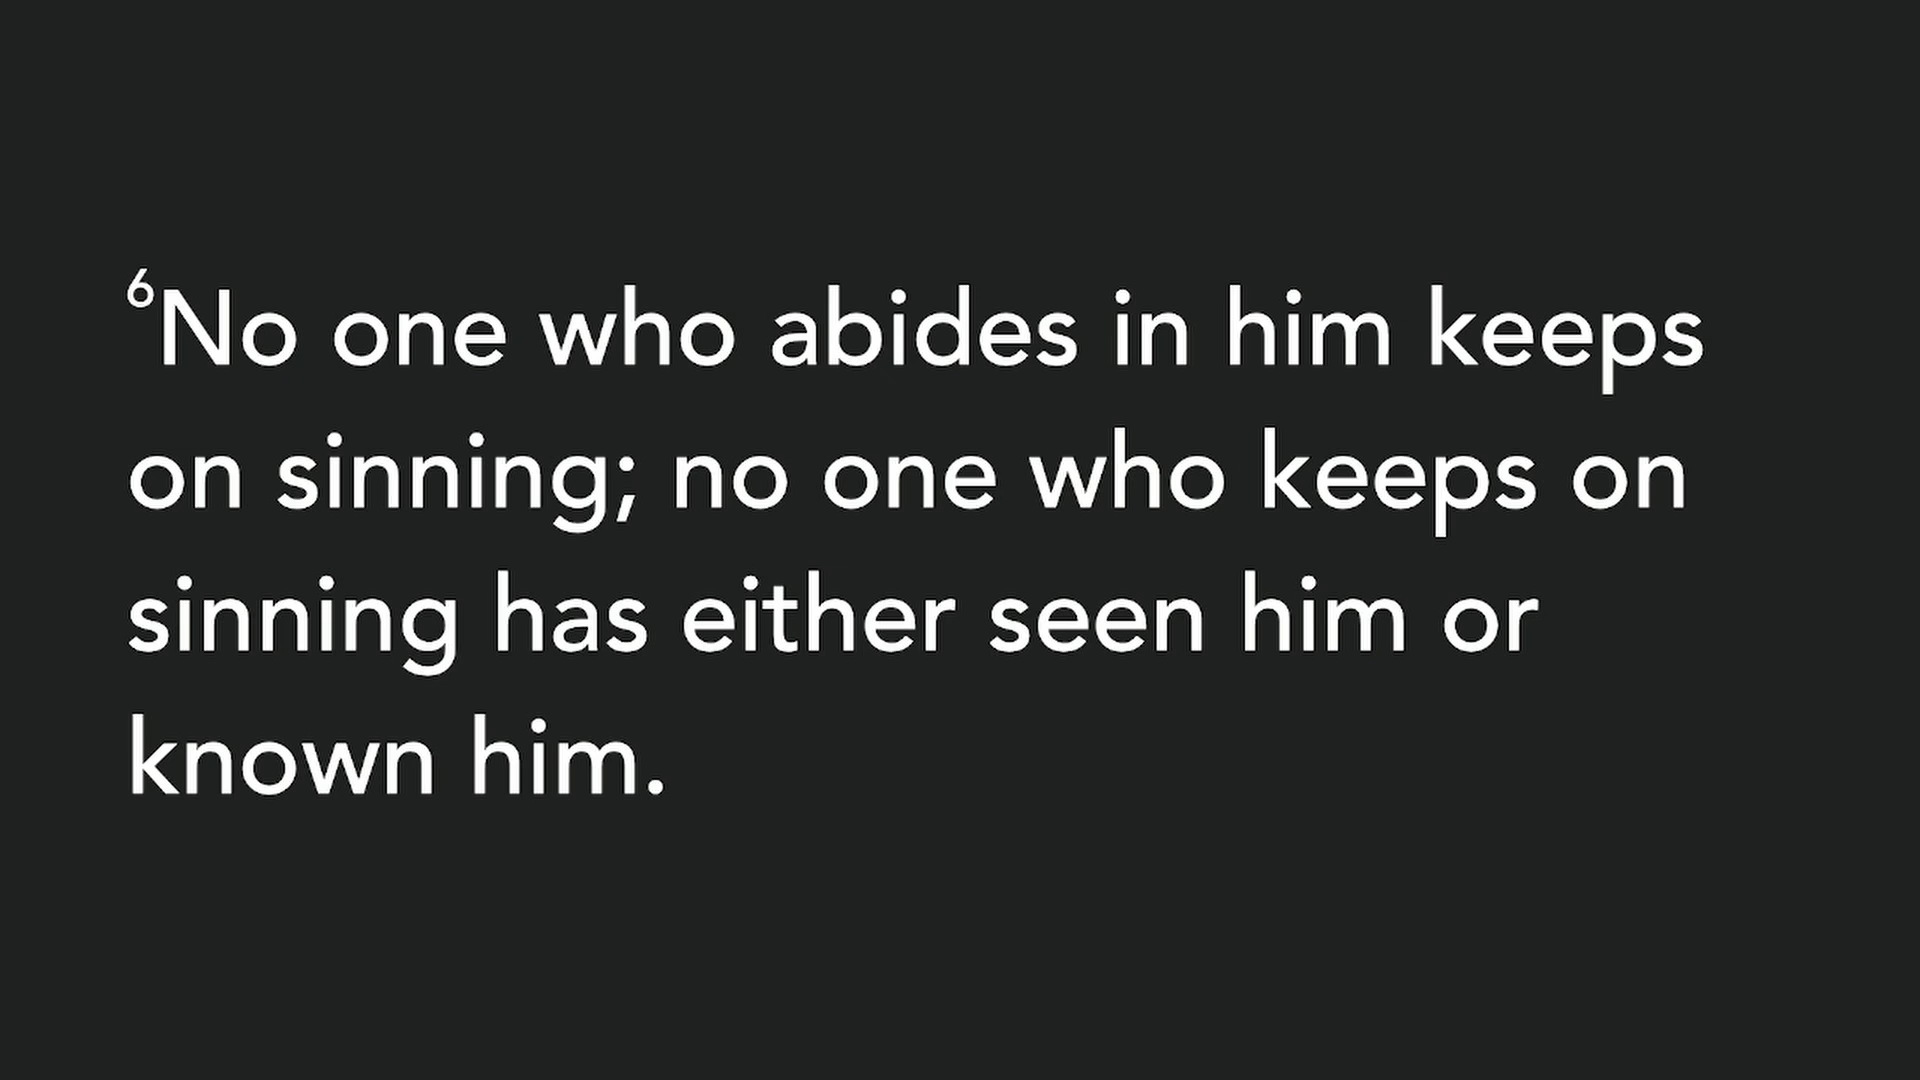 ⁶No one who abides in him keeps
on sinning; no one who keeps on
sinning has either seen him or
known him.